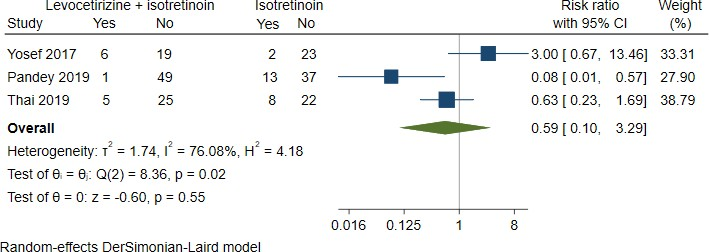 Levocetirizine + isotretinoin Isotretinoin Risk ratio Weight
Study Yes No Yes No with 95% CI (%)
Yosef 2017 6 19 2 23 3.00 [ 0.67, 13.46] 33.31
Pandey 2019 1 49 13 37 0.08 [ 0.01, 0.57] 27.90
Thai 2019 5 25 8 22 0.63 [ 0.23, 1.69] 38.79
Overall 0.59 [ 0.10, 3.29]
Heterogeneity: τ² = 1.74, I² = 76.08%, H² = 4.18
Test of θᵢ = θⱼ: Q(2) = 8.36, p = 0.02
Test of θ = 0: z = -0.60, p = 0.55
0.016 0.125 1 8
Random-effects DerSimonian-Laird model